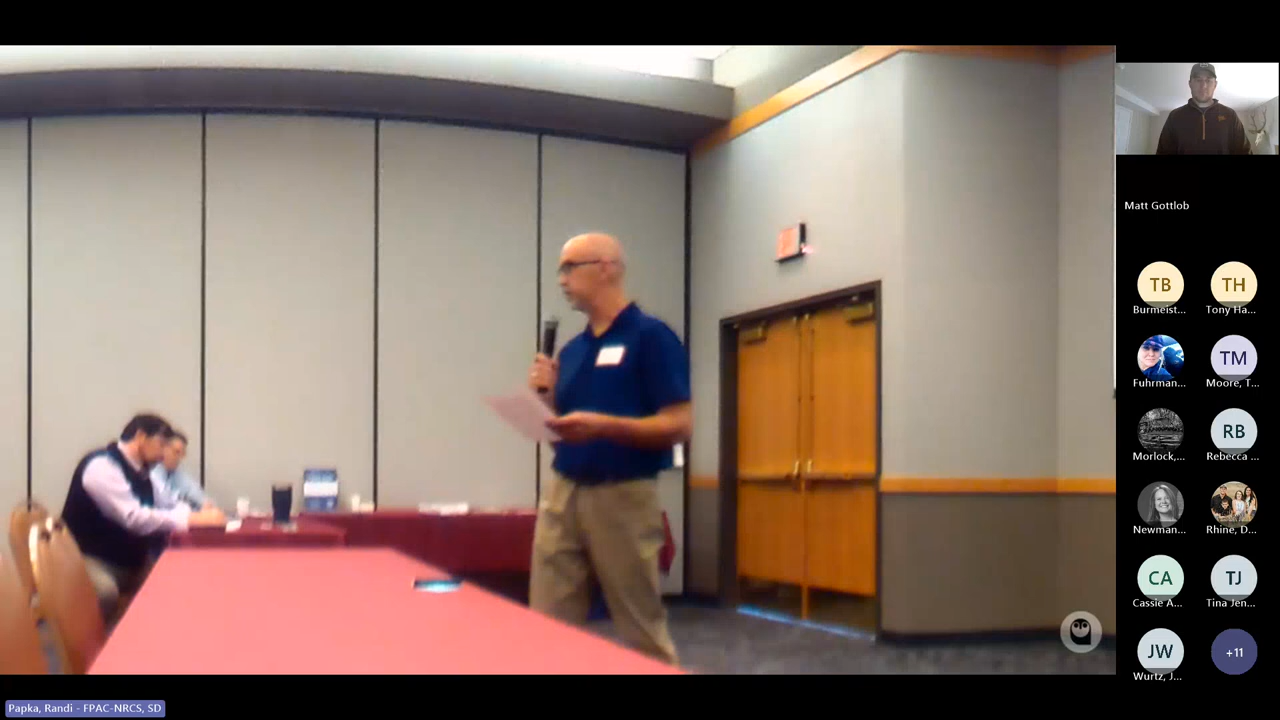 Matt Gottlob
TB
TH
Burmeist...
Tony Ha...
TM
Fuhrman...
Moore, T...
RB
Morlock,...
Rebecca ...
Newman...
Rhine, D...
CA
TJ
Cassie A...
Tina Jen...
JW
+11
Wurtz, J...
Papka, Randi - FPAC-NRCS, SD